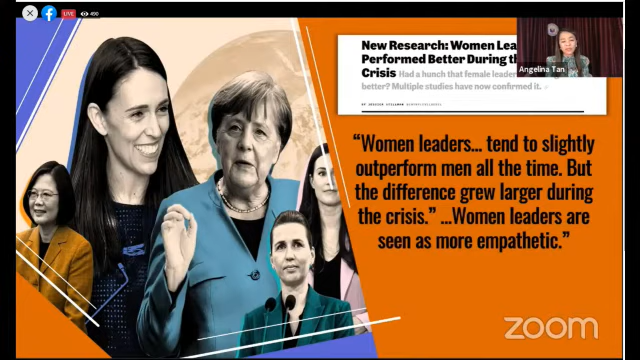 LIVE 490
New Research: Women Lea
Performed Better During th
Crisis Had a hunch that female leader
better? Multiple studies have now confirmed it.
Angelina Tan
“Women leaders... tend to slightly
outperform men all the time. But
the difference grew larger during
the crisis.” ...Women leaders are
seen as more empathetic.”
zoom